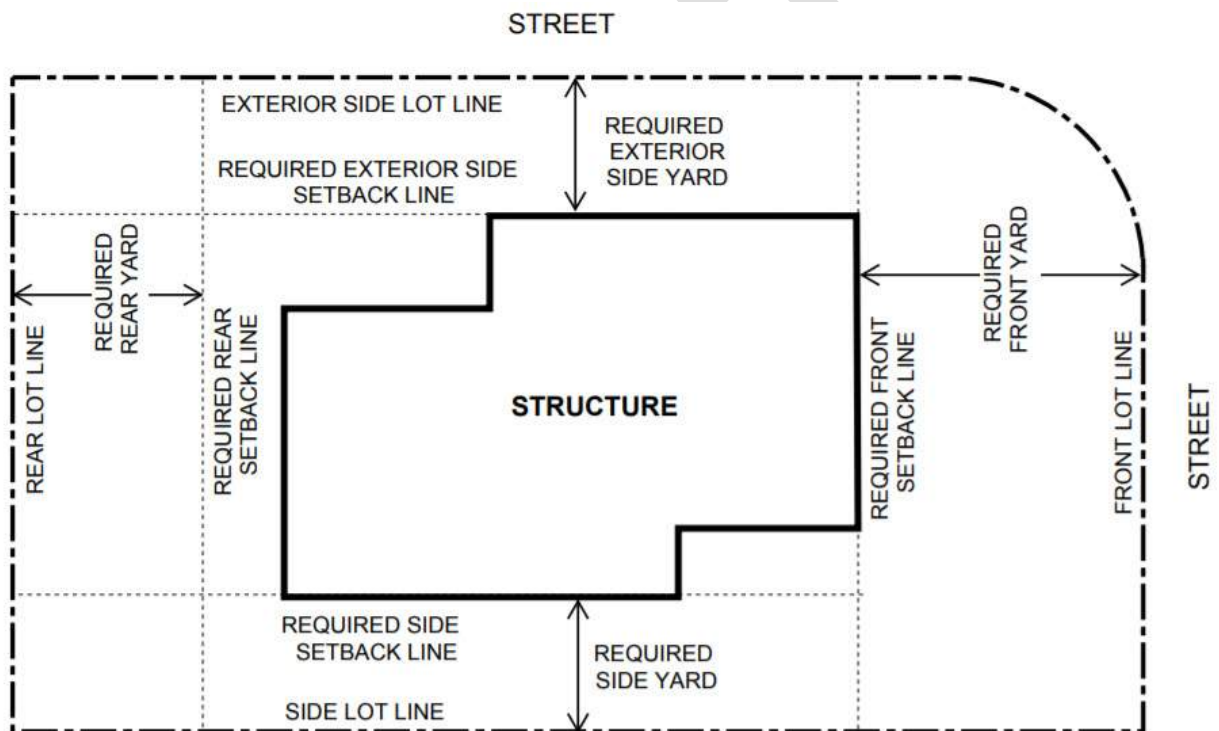 STREET
EXTERIOR SIDE LOT LINE
REQUIRED
EXTERIOR
SIDE YARD
REQUIRED EXTERIOR SIDE
SETBACK LINE
REQUIRED
REAR YARD
REAR LOT LINE
REQUIRED REAR
SETBACK LINE
STRUCTURE
REQUIRED FRONT
SETBACK LINE
REQUIRED
FRONT YARD
FRONT LOT LINE
STREET
REQUIRED SIDE
SETBACK LINE
REQUIRED
SIDE YARD
SIDE LOT LINE